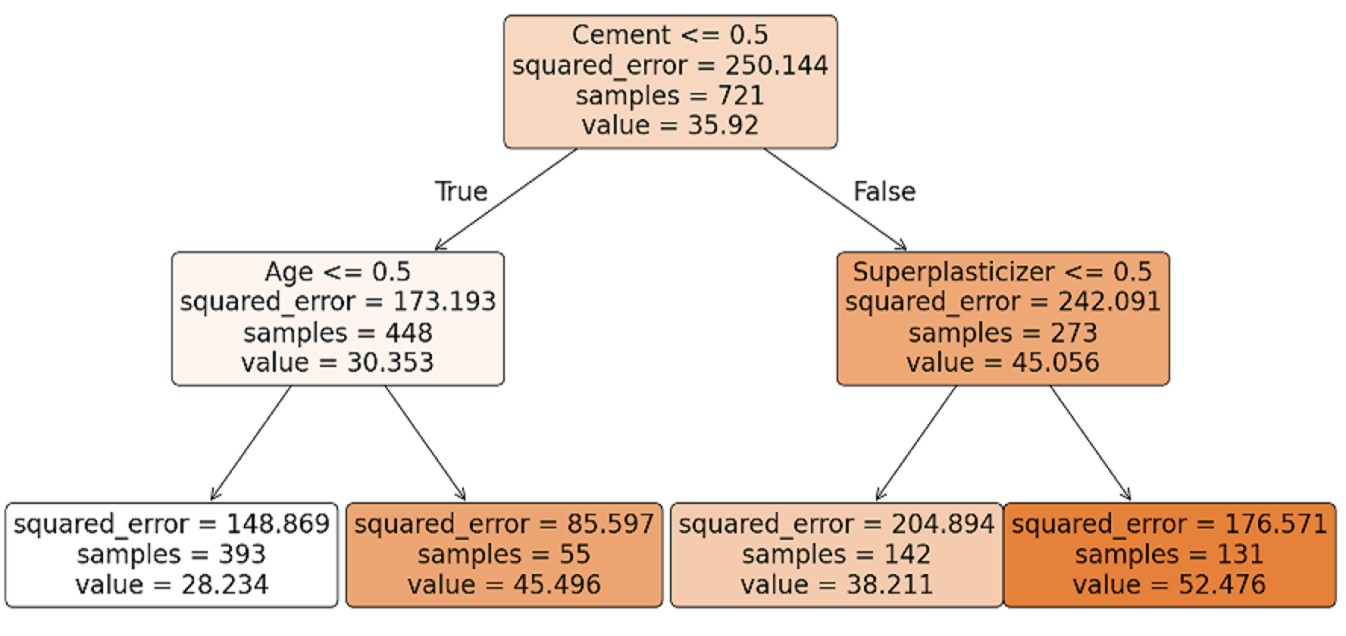 Cement <= 0.5
squared_error = 250.144
samples = 721
value = 35.92
True
False
Age <= 0.5
squared_error = 173.193
samples = 448
value = 30.353
Superplasticizer <= 0.5
squared_error = 242.091
samples = 273
value = 45.056
squared_error = 148.869
samples = 393
value = 28.234
squared_error = 85.597
samples = 55
value = 45.496
squared_error = 204.894
samples = 142
value = 38.211
squared_error = 176.571
samples = 131
value = 52.476